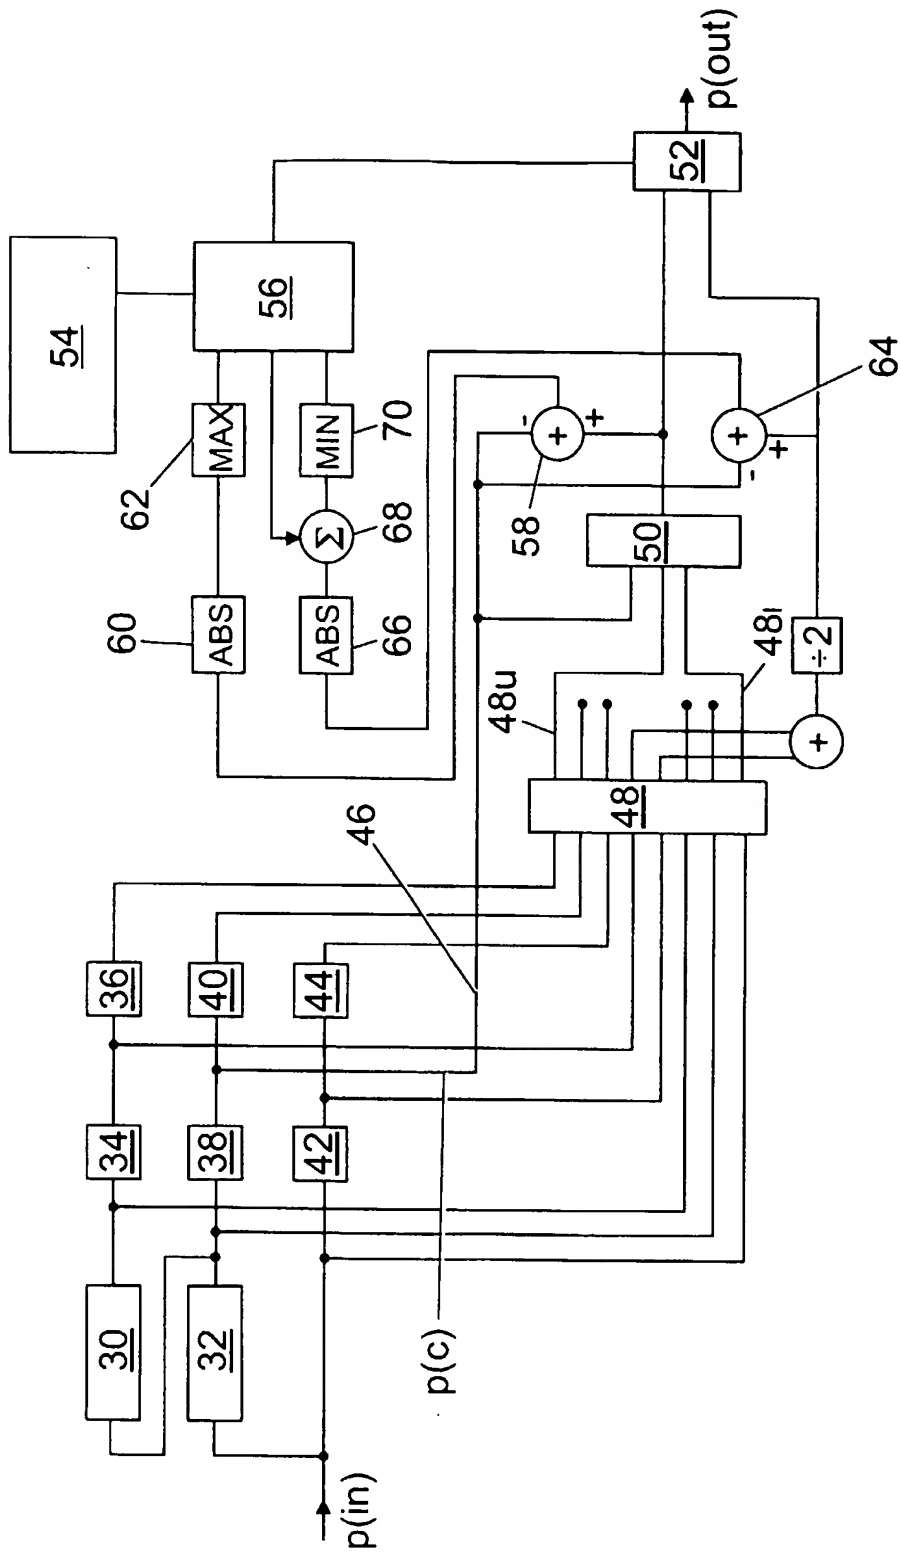 54
56
52
p(out)
62
MAX
MIN
70
60
ABS
Σ
68
ABS
66
-
+
+
58
+
-
+
64
50
48u
48l
÷2
+
48
46
36
40
44
34
38
42
30
32
p(c)
p(in)